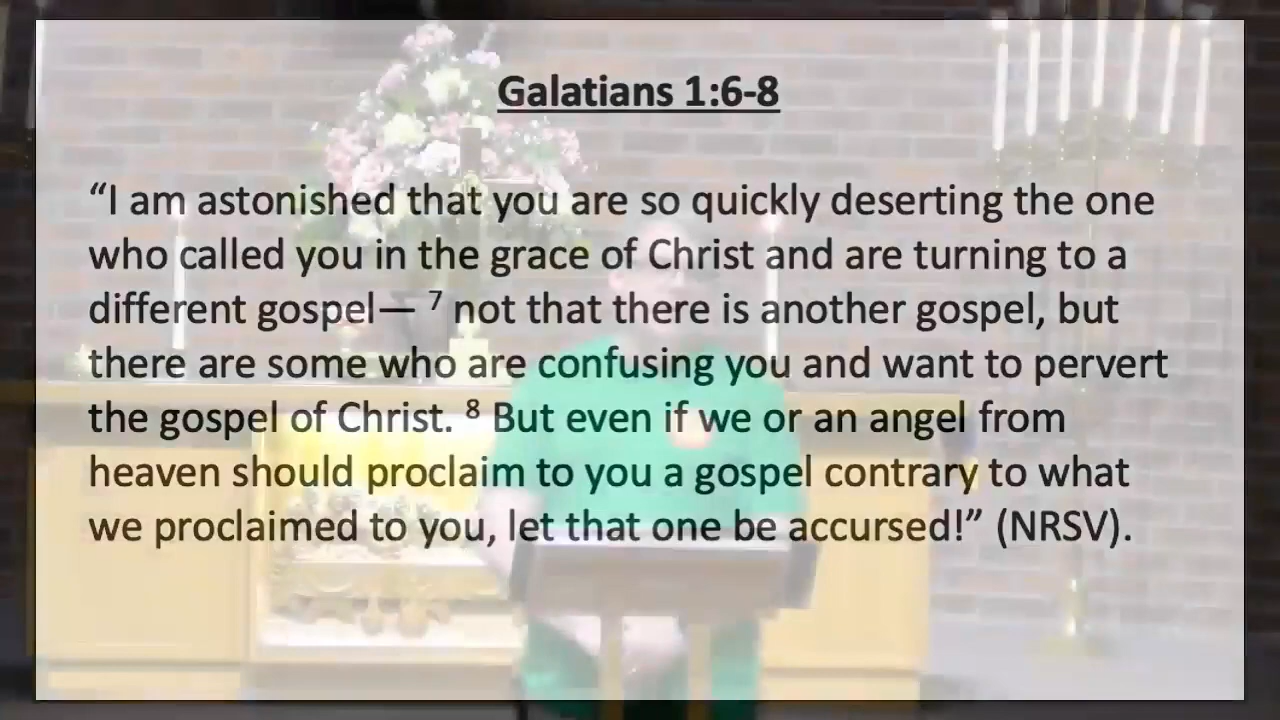 Galatians 1:6-8
“I am astonished that you are so quickly deserting the one
who called you in the grace of Christ and are turning to a
different gospel— ⁷ not that there is another gospel, but
there are some who are confusing you and want to pervert
the gospel of Christ. ⁸ But even if we or an angel from
heaven should proclaim to you a gospel contrary to what
we proclaimed to you, let that one be accursed!” (NRSV).